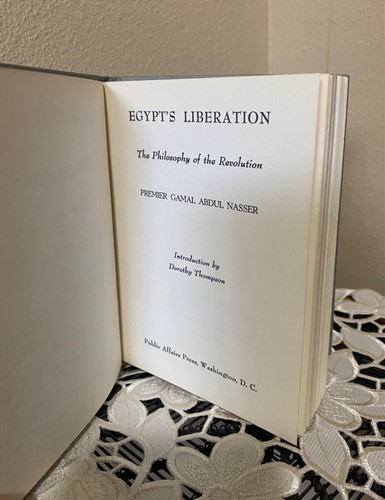 EGYPT'S LIBERATION
The Philosophy of the Revolution
PREMIER GAMAL ABDUL NASSER
Introduction by
Dorothy Thompson
Public Affairs Press, Washington, D. C.